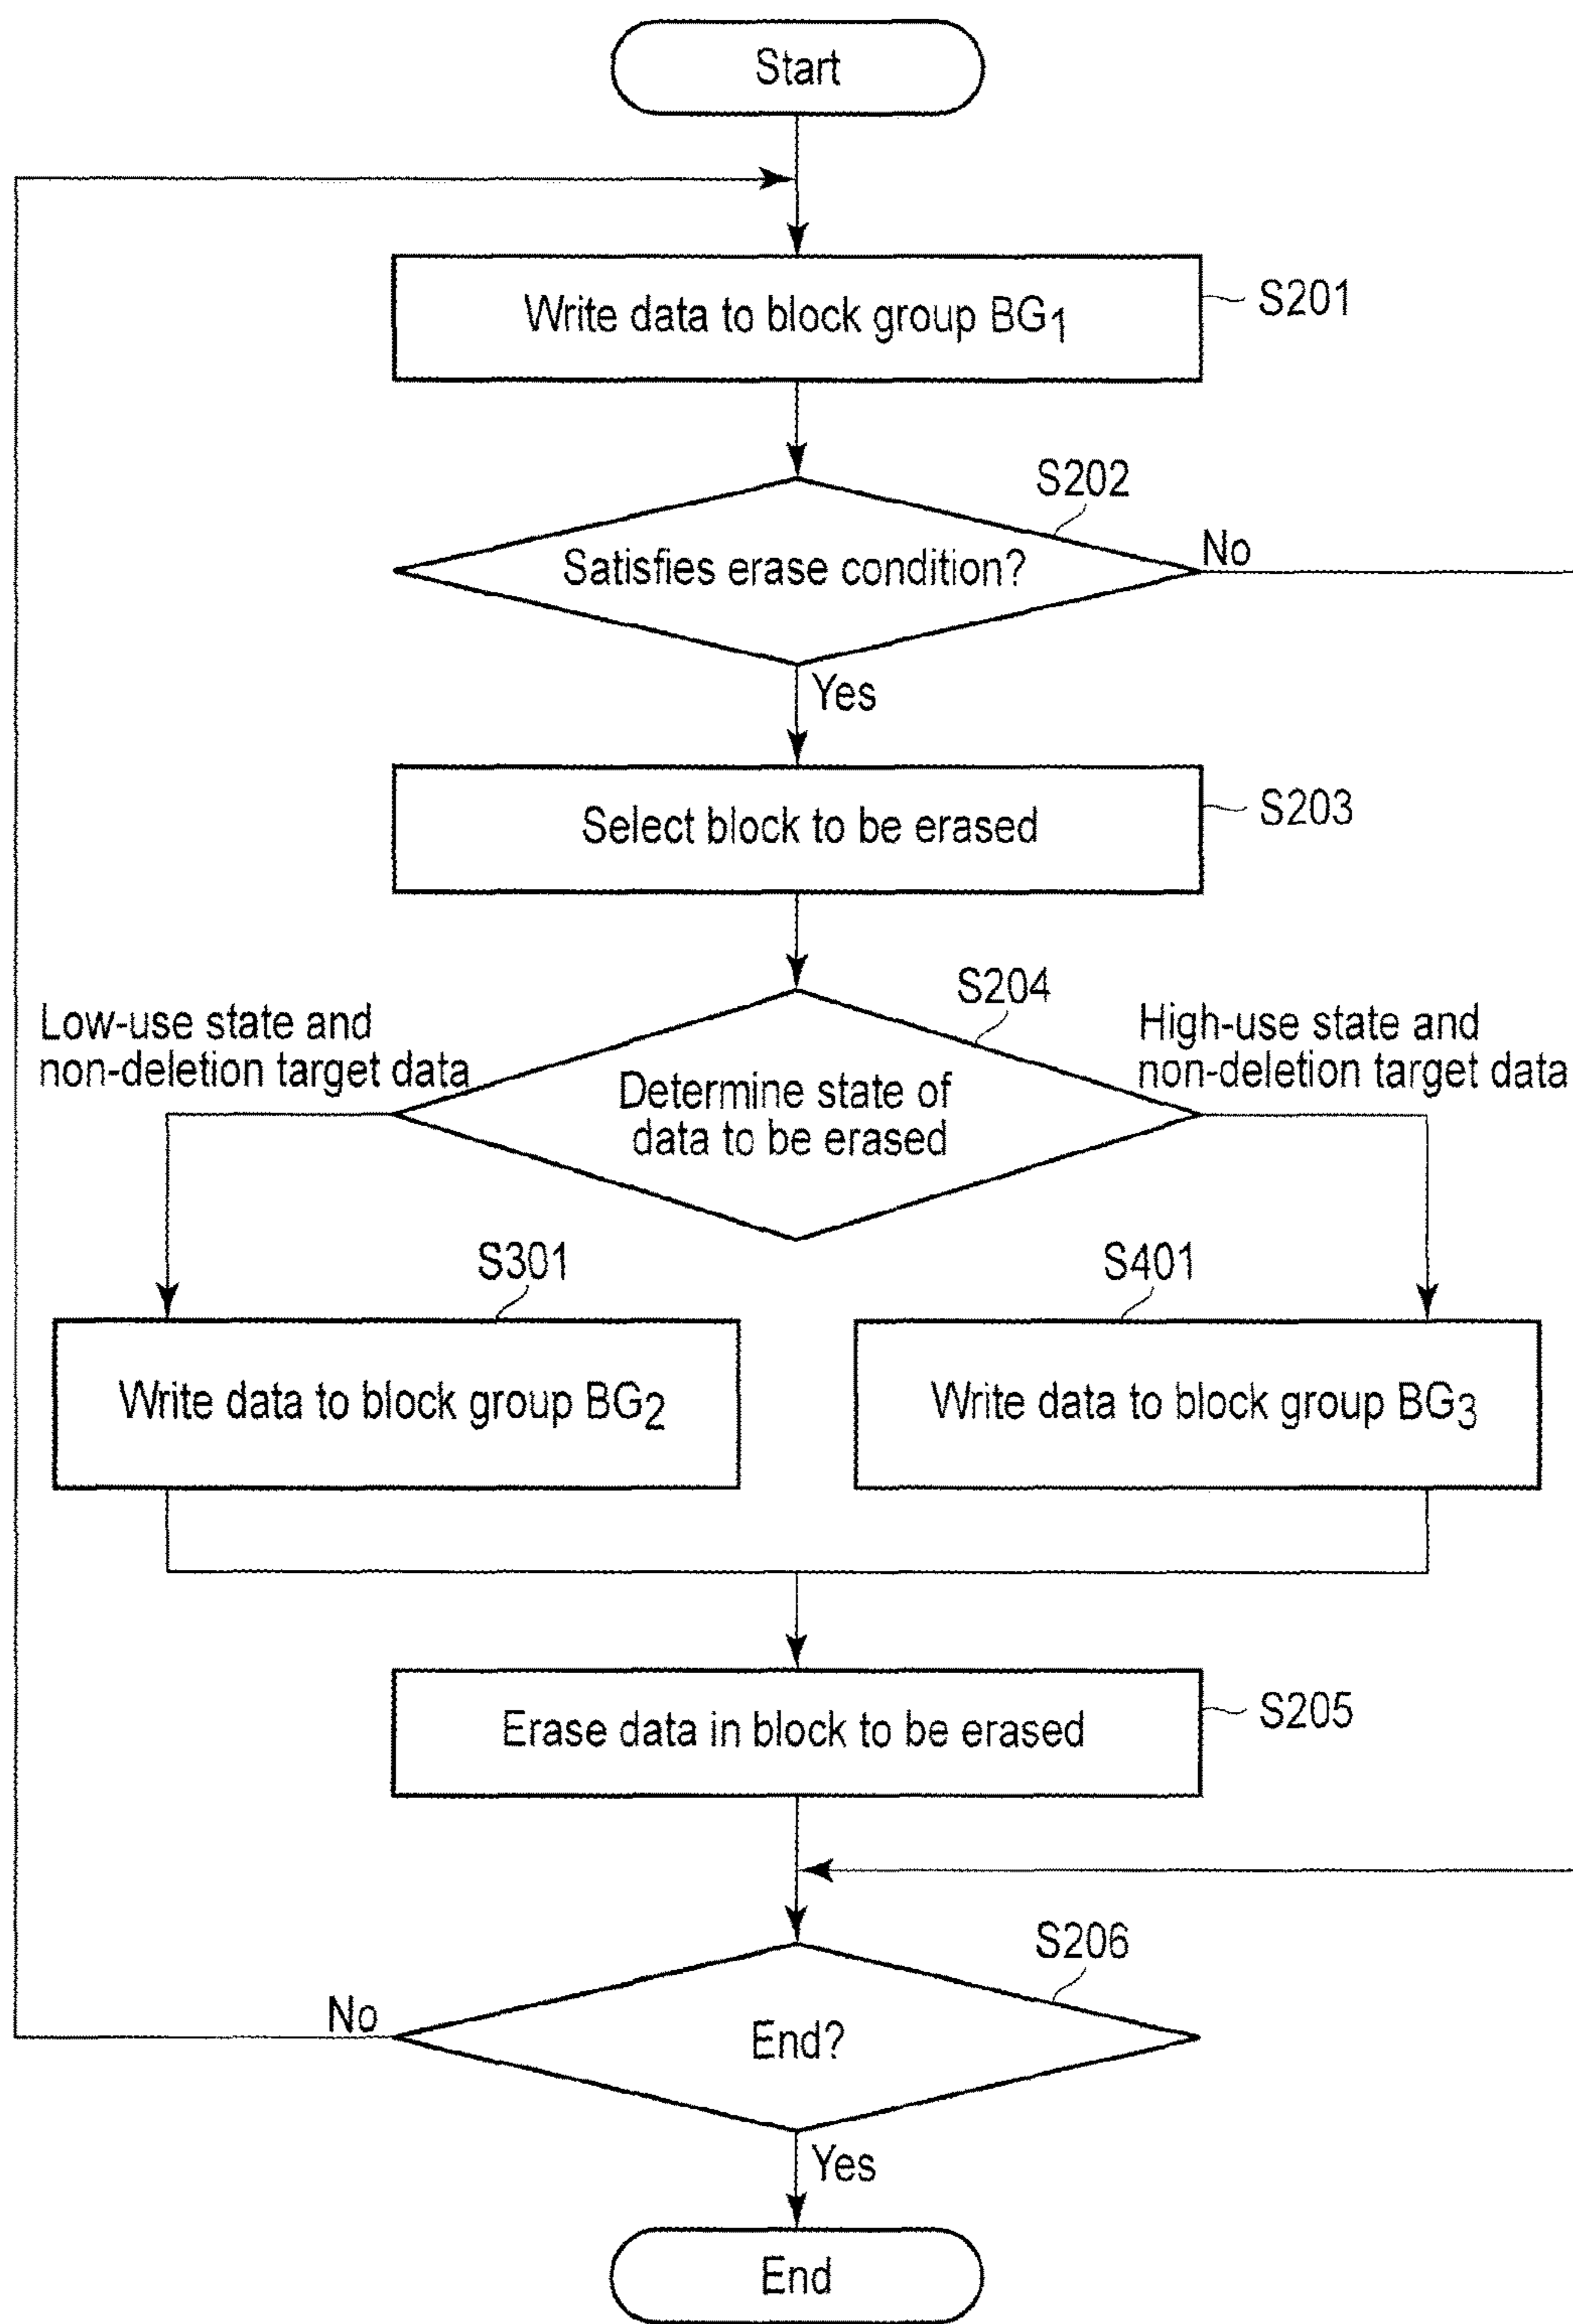 Start
Write data to block group BG1
S201
S202
Satisfies erase condition?
No
Yes
Select block to be erased
S203
S204
Low-use state and
non-deletion target data
High-use state and
non-deletion target data
Determine state of
data to be erased
S301
S401
Write data to block group BG2
Write data to block group BG3
Erase data in block to be erased
S205
S206
No
End?
Yes
End